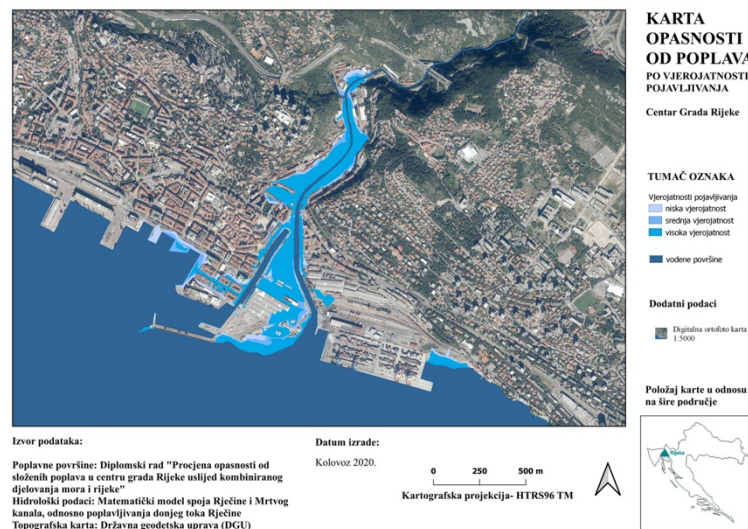 KARTA
OPASNOSTI
OD POPLAVA
PO VJEROJATNOSTI
POJAVLJIVANJA
Centar Grada Rijeke
TUMAČ OZNAKA
Vjerojatnosti pojavljivanja
niska vjerojatnost
srednja vjerojatnost
visoka vjerojatnost
vodene površine
Dodatni podaci
Digitalna ortofoto karta
1:5000
Položaj karte u odnosu
na šire područje
Rijeka
Izvor podataka:
Poplavne površine: Diplomski rad "Procjena opasnosti od
složenih poplava u centru grada Rijeke uslijed kombiniranog
djelovanja mora i rijeke"
Hidrološki podaci: Matematički model spoja Rječine i Mrtvog
kanala, odnosno poplavljivanja donjeg toka Rječine
Topografska karta: Državna geodetska uprava (DGU)
Datum izrade:
Kolovoz 2020.
0 250 500 m
Kartografska projekcija- HTRS96 TM